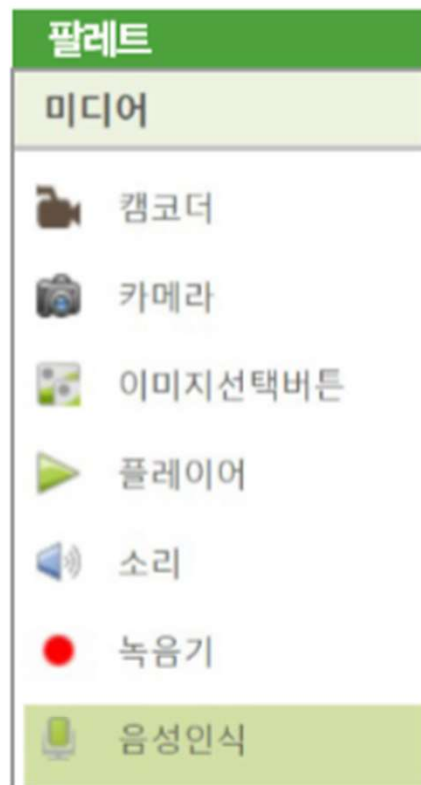 팔레트
미디어
캠코더
카메라
이미지선택버튼
플레이어
소리
녹음기
음성인식